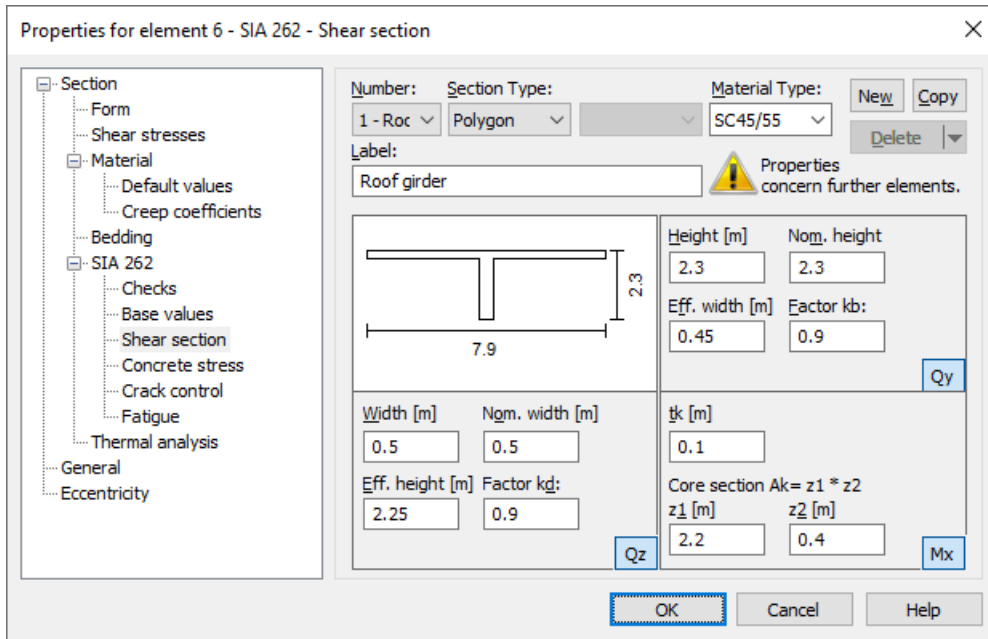 Properties for element 6 - SIA 262 - Shear section
Section
Form
Shear stresses
Material
Default values
Creep coefficients
Bedding
SIA 262
Checks
Base values
Shear section
Concrete stress
Crack control
Fatigue
Thermal analysis
General
Eccentricity
Number: Section Type: Material Type: New Copy
1 - Roc Polygon SC45/55 Delete
Label:
Roof girder
Properties
concern further elements.
2.3
7.9
Height [m] Nom. height
2.3 2.3
Eff. width [m] Factor kb:
0.45 0.9
Qy
Width [m] Nom. width [m]
0.5 0.5
Eff. height [m] Factor kd:
2.25 0.9
Qz
tk [m]
0.1
Core section Ak= z1 * z2
z1 [m] z2 [m]
2.2 0.4
Mx
OK Cancel Help